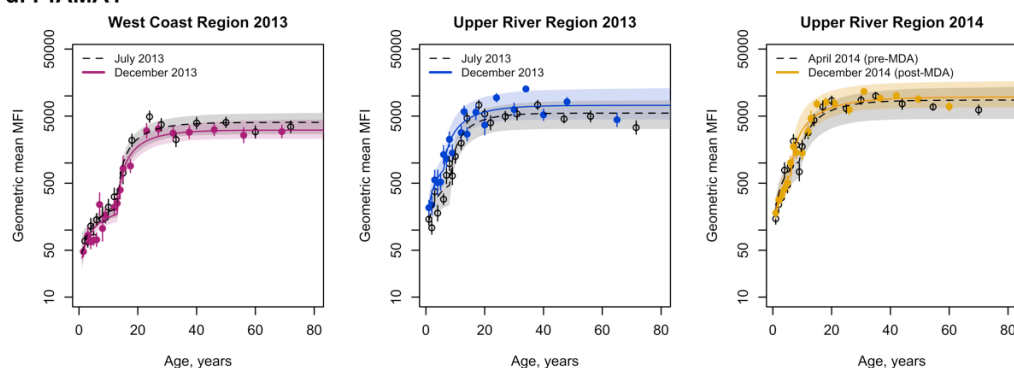 West Coast Region 2013
50000
5000
500
50
10
Geometric mean MFI
July 2013
December 2013
0 20 40 60 80
Age, years
Upper River Region 2013
50000
5000
500
50
10
Geometric mean MFI
July 2013
December 2013
0 20 40 60 80
Age, years
Upper River Region 2014
50000
5000
500
50
10
Geometric mean MFI
April 2014 (pre-MDA)
December 2014 (post-MDA)
0 20 40 60 80
Age, years